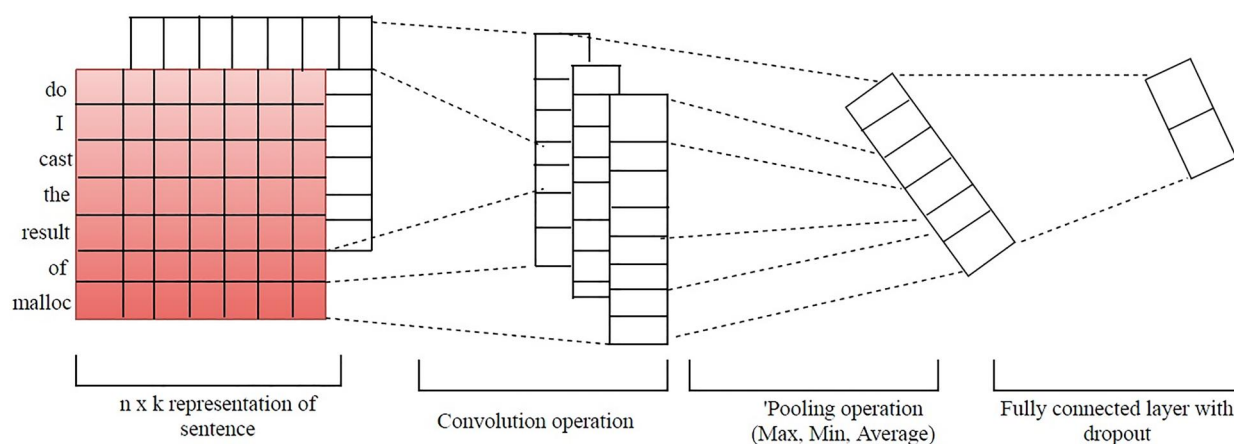 do
I
cast
the
result
of
malloc
n x k representation of
sentence
Convolution operation
'Pooling operation
(Max, Min, Average)
Fully connected layer with
dropout